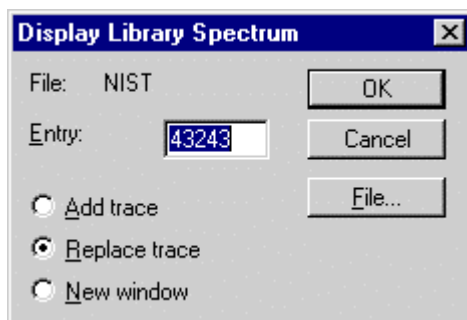 Display Library Spectrum
File: NIST
OK
Entry: 43243
Cancel
File...
Add trace
Replace trace
New window